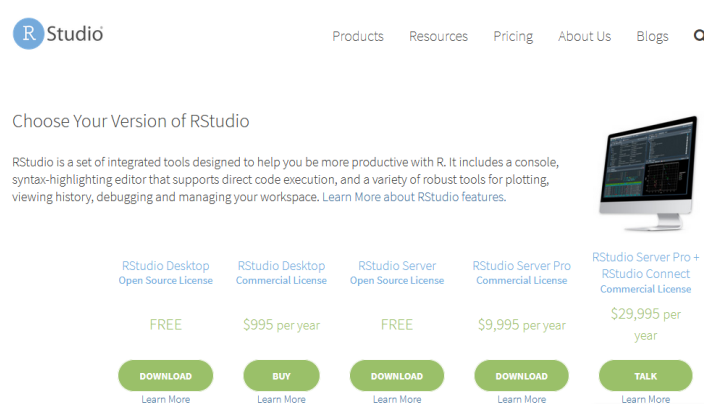 R Studio®
Products Resources Pricing About Us Blogs
Choose Your Version of RStudio
RStudio is a set of integrated tools designed to help you be more productive with R. It includes a console,
syntax-highlighting editor that supports direct code execution, and a variety of robust tools for plotting,
viewing history, debugging and managing your workspace. Learn More about RStudio features.
RStudio Desktop
Open Source License
FREE
DOWNLOAD
Learn More
RStudio Desktop
Commercial License
$995 per year
BUY
Learn More
RStudio Server
Open Source License
FREE
DOWNLOAD
Learn More
RStudio Server Pro
Commercial License
$9,995 per year
DOWNLOAD
Learn More
RStudio Server Pro +
RStudio Connect
Commercial License
$29,995 per
year
TALK
Learn More